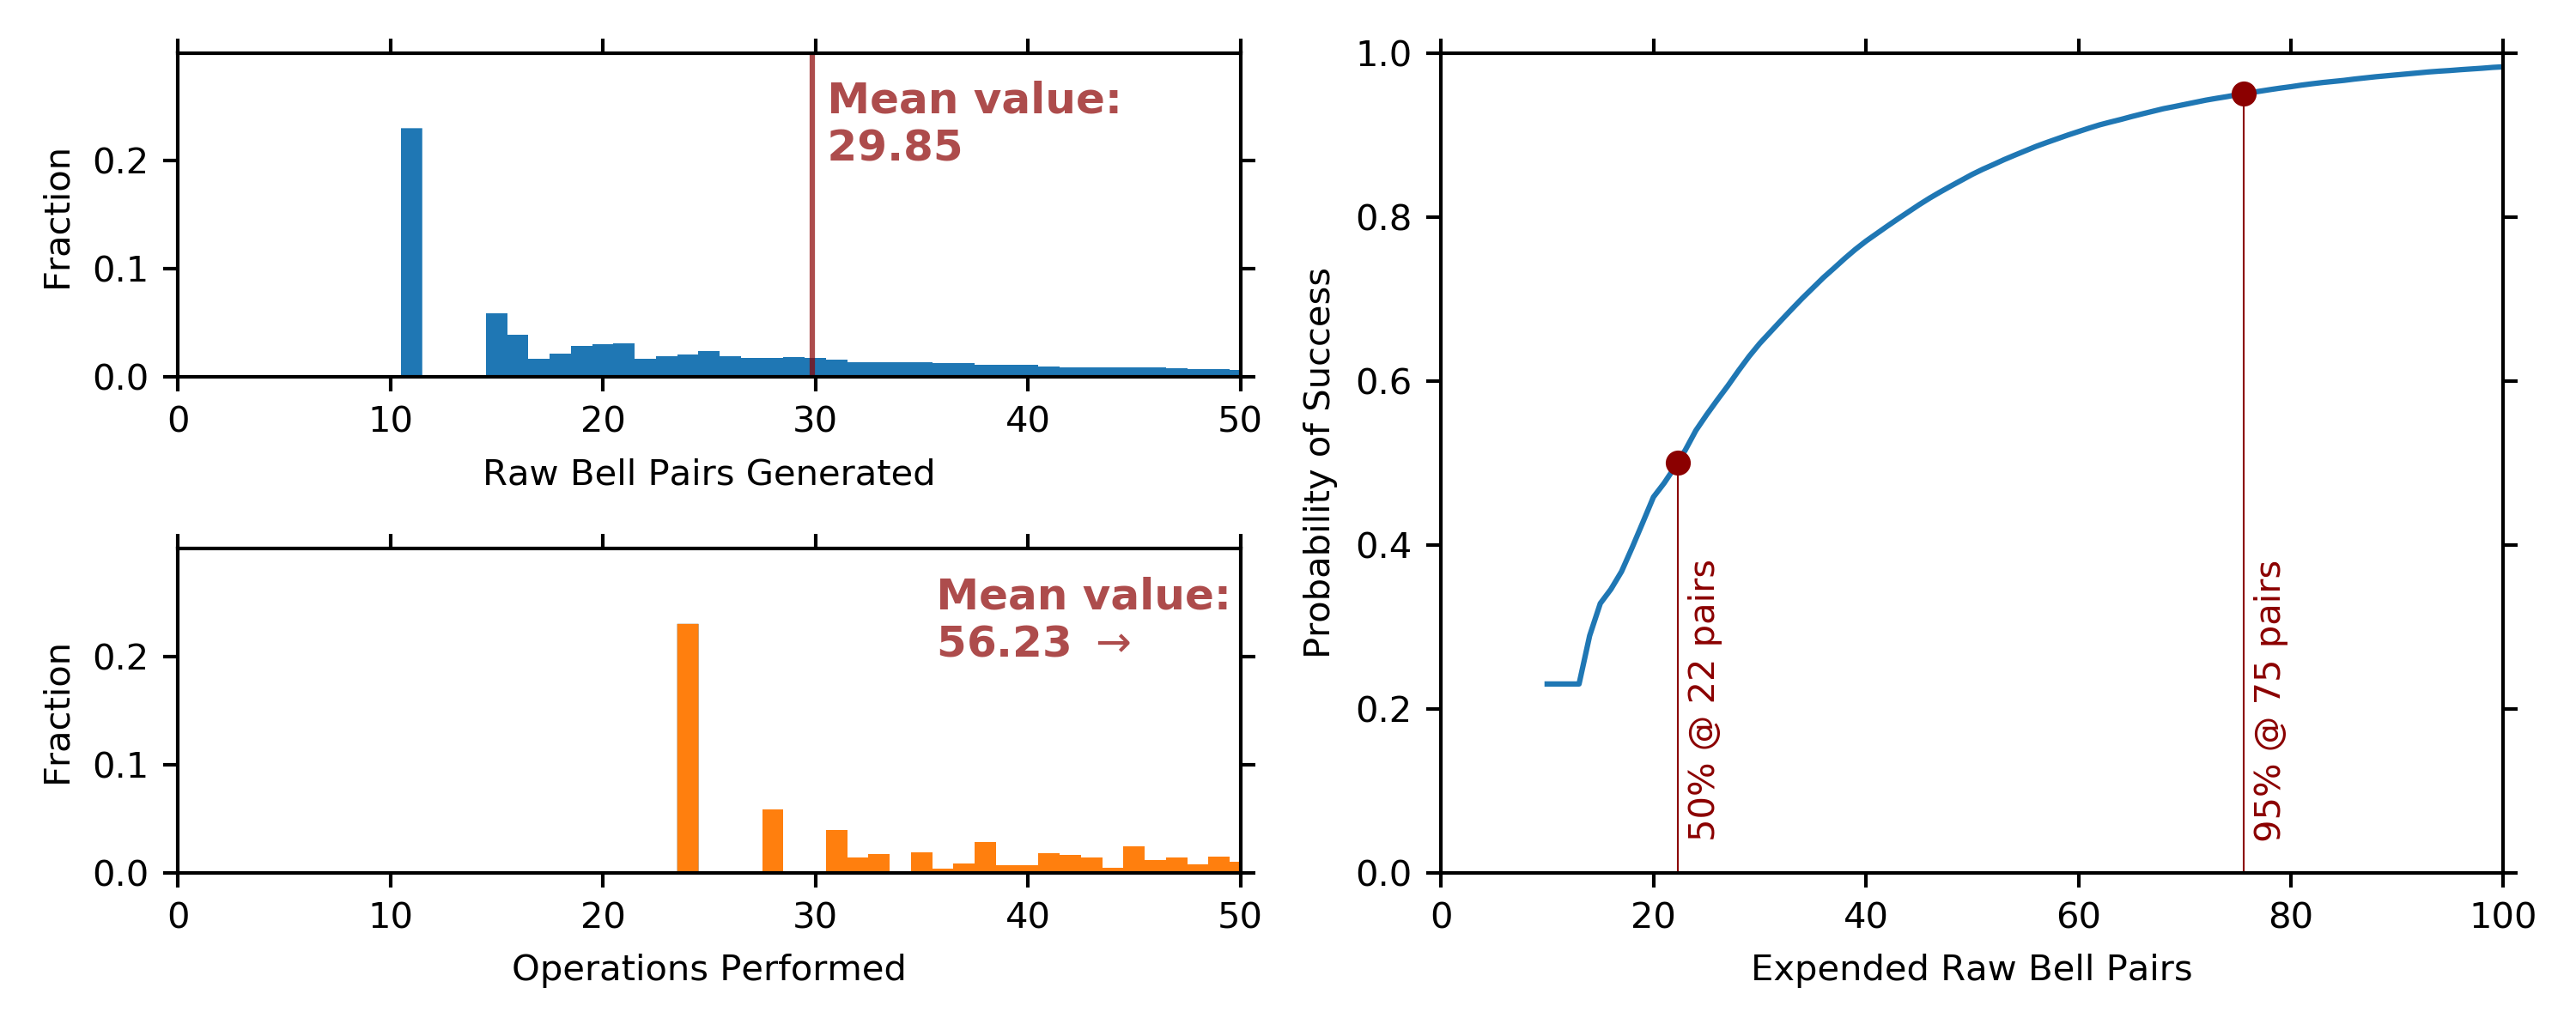 Mean value:
29.85
Fraction
0.2
0.1
0.0
0 10 20 30 40 50
Raw Bell Pairs Generated
Mean value:
56.23 →
Fraction
0.2
0.1
0.0
0 10 20 30 40 50
Operations Performed
Probability of Success
1.0
0.8
0.6
0.4
0.2
0.0
50% @ 22 pairs
95% @ 75 pairs
0 20 40 60 80 100
Expended Raw Bell Pairs